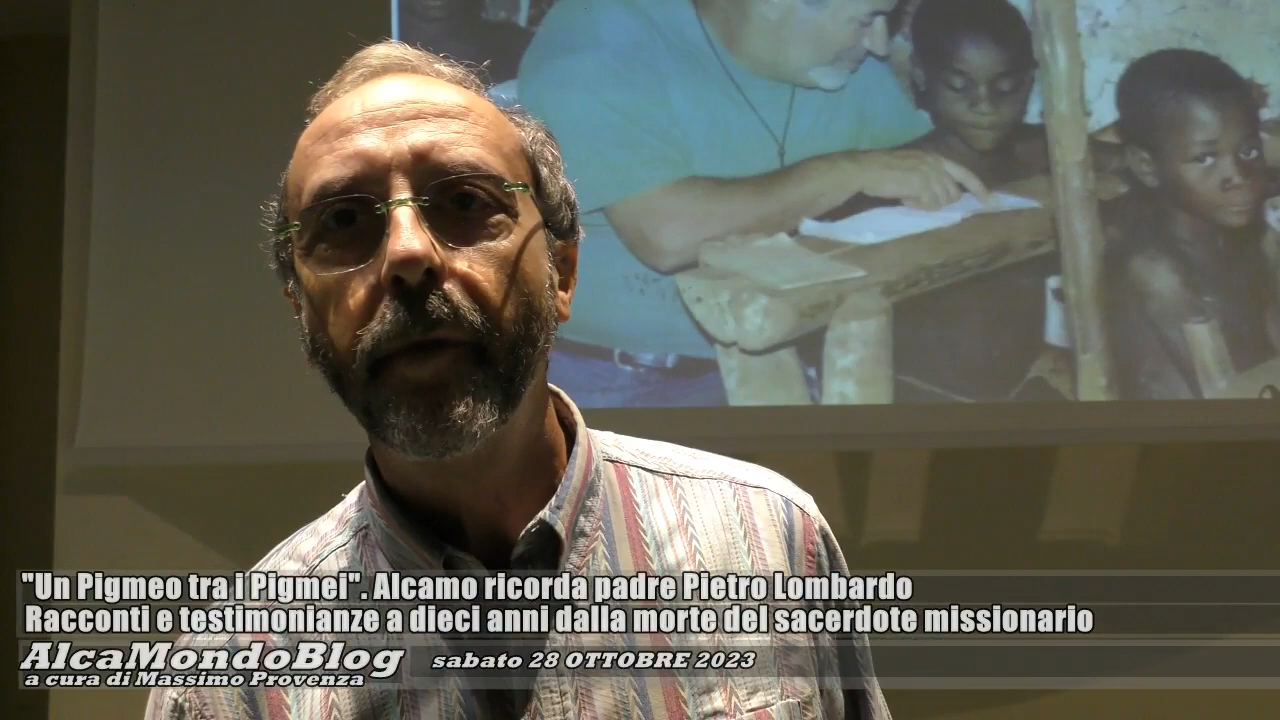 "Un Pigmeo tra i Pigmei". Alcamo ricorda padre Pietro Lombardo
Racconti e testimonianze a dieci anni dalla morte del sacerdote missionario
AlcaMondoBlog sabato 28 OTTOBRE 2023
a cura di Massimo Provenza